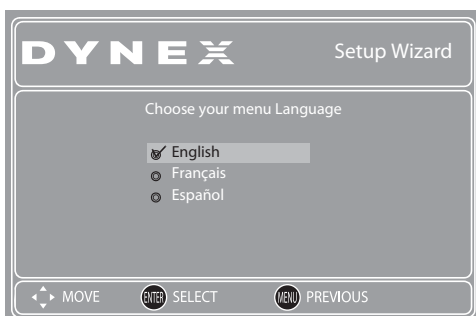 DYNEX Setup Wizard
Choose your menu Language
English
Français
Español
MOVE ENTER SELECT MENU PREVIOUS